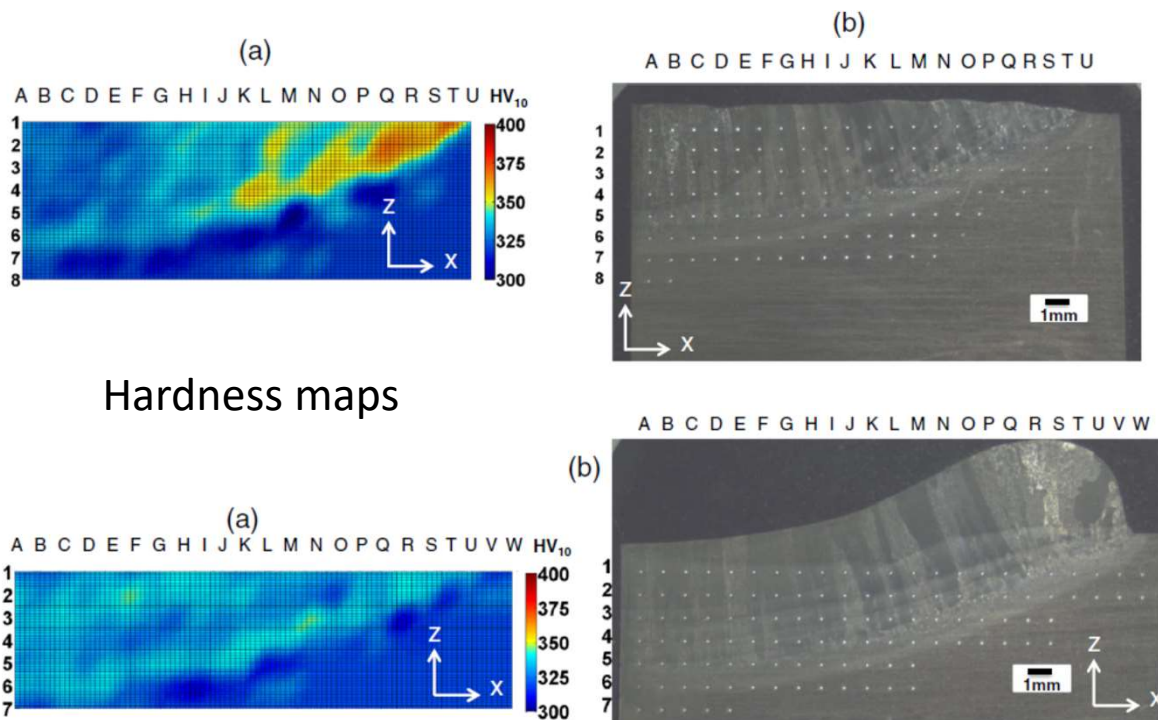 (a)
A B C D E F G H I J K L M N O P Q R S T U HV10
1
2
3
4
5
6
7
8
400
375
350
325
300
Z
X
(b)
A B C D E F G H I J K L M N O P Q R S T U
1
2
3
4
5
6
7
8
Z
X
1mm
Hardness maps
(a)
A B C D E F G H I J K L M N O P Q R S T U V W HV10
1
2
3
4
5
6
7
400
375
350
325
300
Z
X
(b)
A B C D E F G H I J K L M N O P Q R S T U V W
1
2
3
4
5
6
7
Z
X
1mm